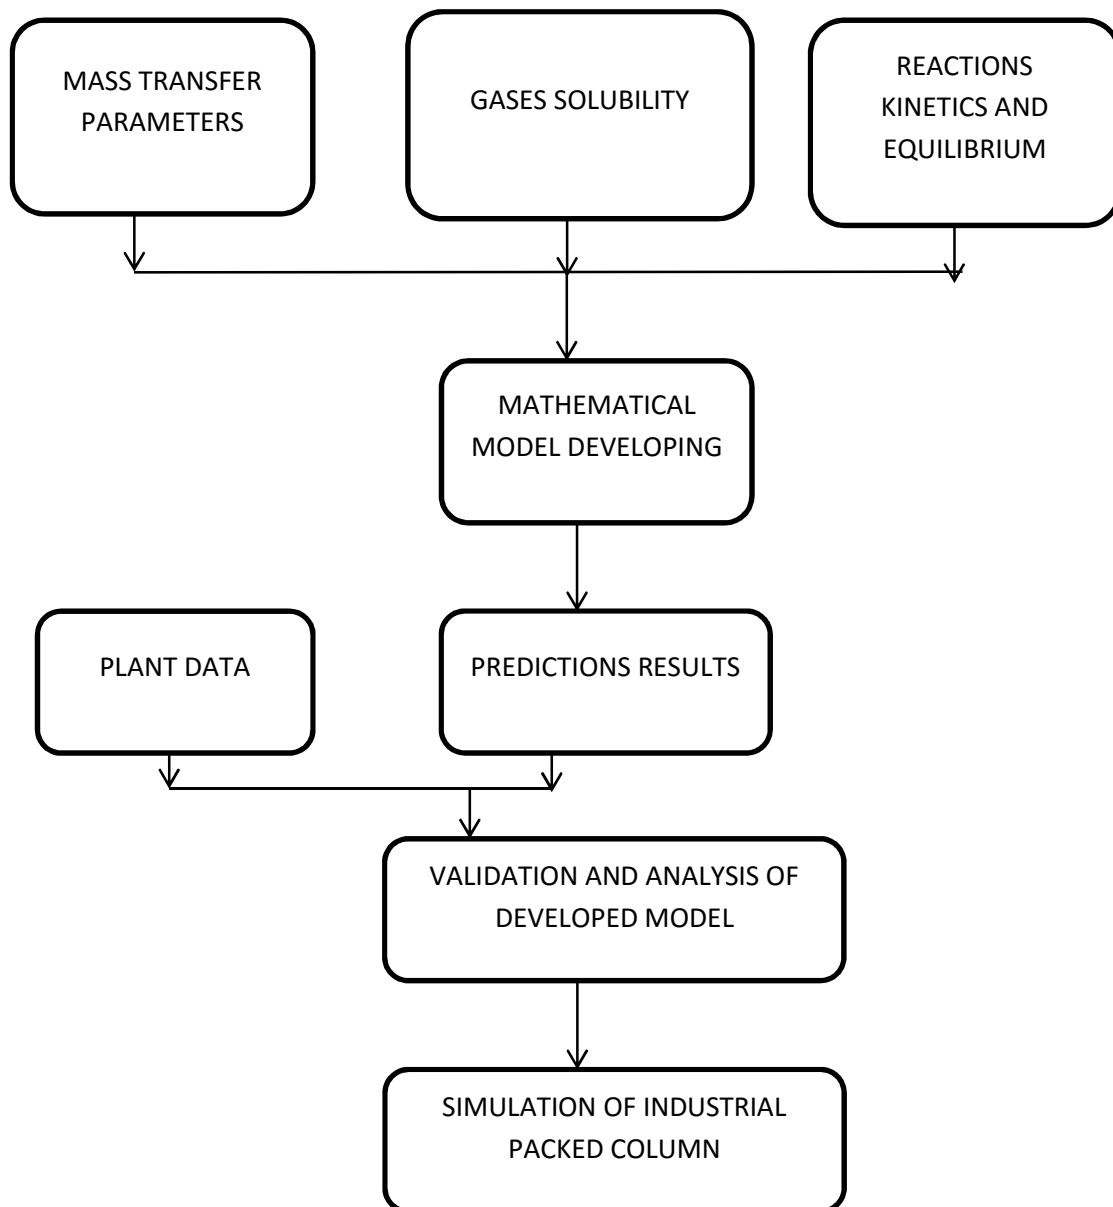 MASS TRANSFER
PARAMETERS
GASES SOLUBILITY
REACTIONS
KINETICS AND
EQUILIBRIUM
MATHEMATICAL
MODEL DEVELOPING
PLANT DATA
PREDICTIONS RESULTS
VALIDATION AND ANALYSIS OF
DEVELOPED MODEL
SIMULATION OF INDUSTRIAL
PACKED COLUMN